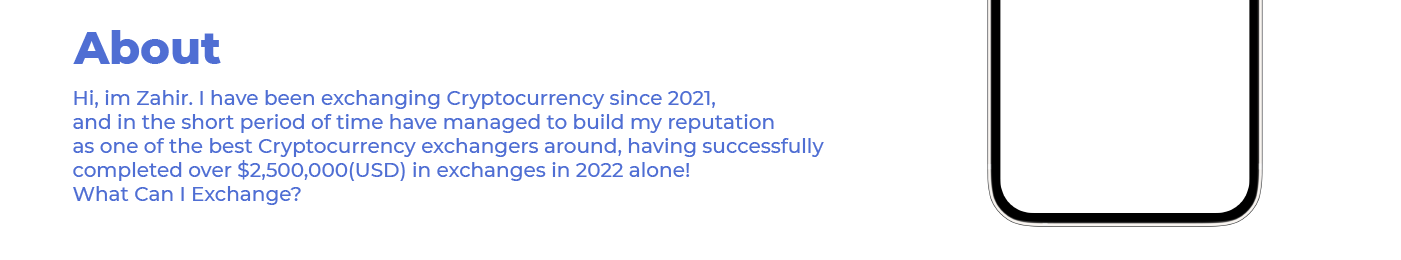 About
Hi, im Zahir. I have been exchanging Cryptocurrency since 2021,
and in the short period of time have managed to build my reputation
as one of the best Cryptocurrency exchangers around, having successfully
completed over $2,500,000(USD) in exchanges in 2022 alone!
What Can I Exchange?